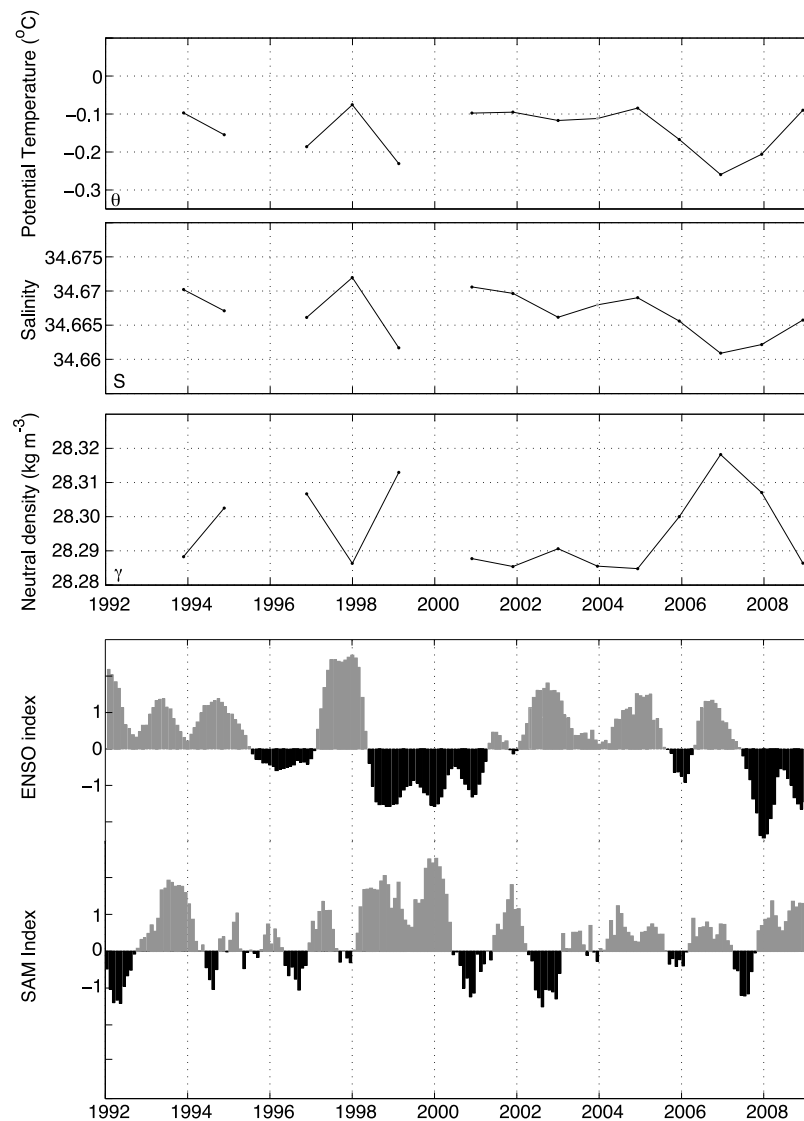 Potential Temperature (°C)
0
−0.1
−0.2
−0.3
θ
Salinity
34.675
34.67
34.665
34.66
S
Neutral density (kg m⁻³)
28.32
28.31
28.30
28.29
28.28
γ
1992 1994 1996 1998 2000 2002 2004 2006 2008
ENSO index
1
0
−1
SAM Index
1
0
−1
1992 1994 1996 1998 2000 2002 2004 2006 2008